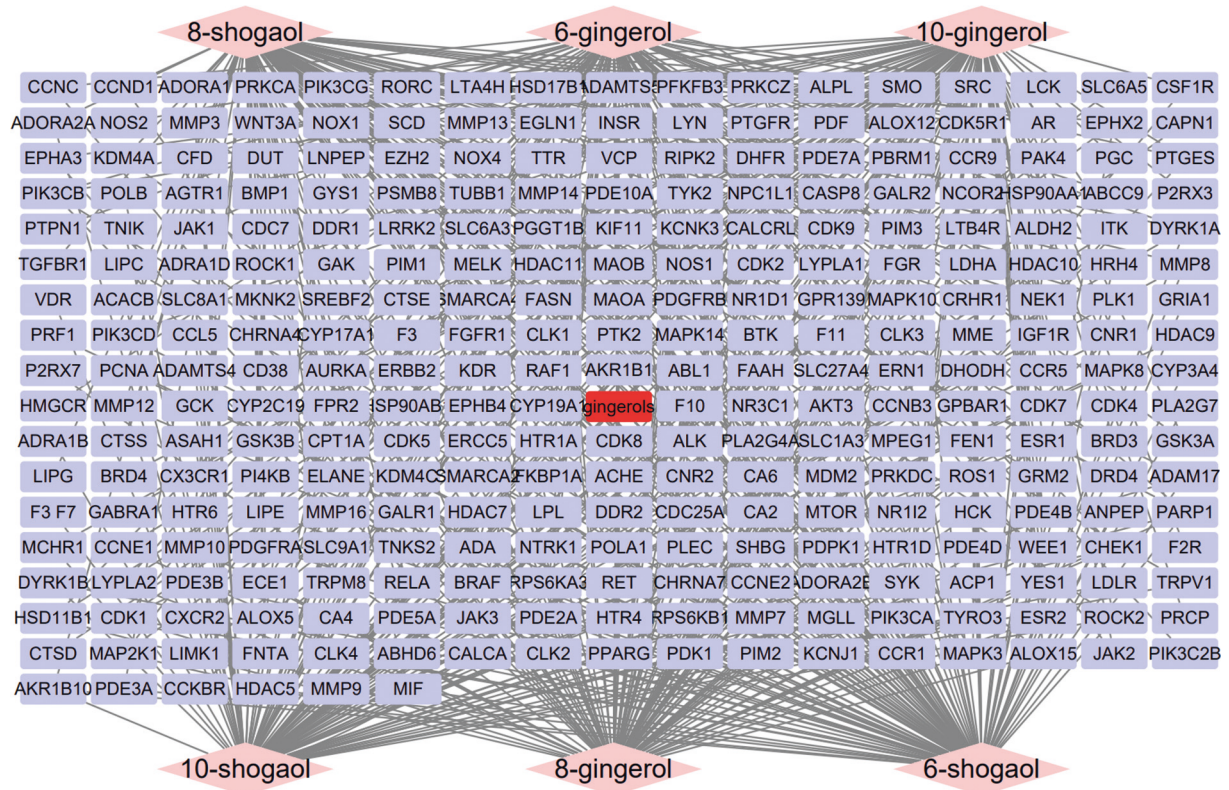 8-shogaol 6-gingerol 10-gingerol
CCNC CCND1 ADORA1 PRKCA PIK3CG RORC LTA4H HSD17B1 ADAMTS5 PFKFB3 PRKCZ ALPL SMO SRC LCK SLC6A5 CSF1R
ADORA2A NOS2 MMP3 WNT3A NOX1 SCD MMP13 EGLN1 INSR LYN PTGFR PDF ALOX12 CDK5R1 AR EPHX2 CAPN1
EPHA3 KDM4A CFD DUT LNPEP EZH2 NOX4 TTR VCP RIPK2 DHFR PDE7A PBRM1 CCR9 PAK4 PGC PTGES
PIK3CB POLB AGTR1 BMP1 GYS1 PSMB8 TUBB1 MMP14 PDE10A TYK2 NPC1L1 CASP8 GALR2 NCOR2 HSP90AA1 ABCC9 P2RX3
PTPN1 TNIK JAK1 CDC7 DDR1 LRRK2 SLC6A3 PGGT1B KIF11 KCNK3 CALCRL CDK9 PIM3 LTB4R ALDH2 ITK DYRK1A
TGFBR1 LIPC ADRA1D ROCK1 GAK PIM1 MELK HDAC11 MAOB NOS1 CDK2 LYPLA1 FGR LDHA HDAC10 HRH4 MMP8
VDR ACACB SLC8A1 MKNK2 SREBF2 CTSE SMARCA4 FASN MAOA PDGFRB NR1D1 GPR139 MAPK10 CRHR1 NEK1 PLK1 GRIA1
PRF1 PIK3CD CCL5 CHRNA4 CYP17A1 F3 FGFR1 CLK1 PTK2 MAPK14 BTK F11 CLK3 MME IGF1R CNR1 HDAC9
P2RX7 PCNA ADAMTS4 CD38 AURKA ERBB2 KDR RAF1 AKR1B1 ABL1 FAAH SLC27A4 ERN1 DHODH CCR5 MAPK8 CYP3A4
HMGCR MMP12 GCK CYP2C19 FPR2 HSP90AB CYP19A1 EPHB4 gingerols F10 NR3C1 AKT3 CCNB3 GPBAR1 CDK7 CDK4 PLA2G7
ADRA1B CTSS ASAH1 GSK3B CPT1A CDK5 ERCC5 HTR1A CDK8 ALK PLA2G4A SLC1A3 MPEG1 FEN1 ESR1 BRD3 GSK3A
LIPG BRD4 CX3CR1 PI4KB ELANE KDM4C SMARCA2 FKBP1A ACHE CNR2 CA6 MDM2 PRKDC ROS1 GRM2 DRD4 ADAM17
F3 F7 GABRA1 HTR6 LIPE MMP16 GALR1 HDAC7 LPL DDR2 CDC25A CA2 MTOR NR1I2 HCK PDE4B ANPEP PARP1
MCHR1 CCNE1 MMP10 PDGFRA SLC9A1 TNKS2 ADA NTRK1 POLA1 PLEC SHBG PDPK1 HTR1D PDE4D WEE1 CHEK1 F2R
DYRK1B LYPLA2 PDE3B ECE1 TRPM8 RELA BRAF RPS6KA3 RET CHRNA7 CCNE2 ADORA2B SYK ACP1 YES1 LDLR TRPV1
HSD11B1 CDK1 CXCR2 ALOX5 CA4 PDE5A JAK3 PDE2A HTR4 RPS6KB1 MMP7 MGLL PIK3CA TYRO3 ESR2 ROCK2 PRCP
CTSD MAP2K1 LIMK1 FNTA CLK4 ABHD6 CALCA CLK2 PPARG PDK1 PIM2 KCNJ1 CCR1 MAPK3 ALOX15 JAK2 PIK3C2B
AKR1B10 PDE3A CCKBR HDAC5 MMP9 MIF
10-shogaol 8-gingerol 6-shogaol